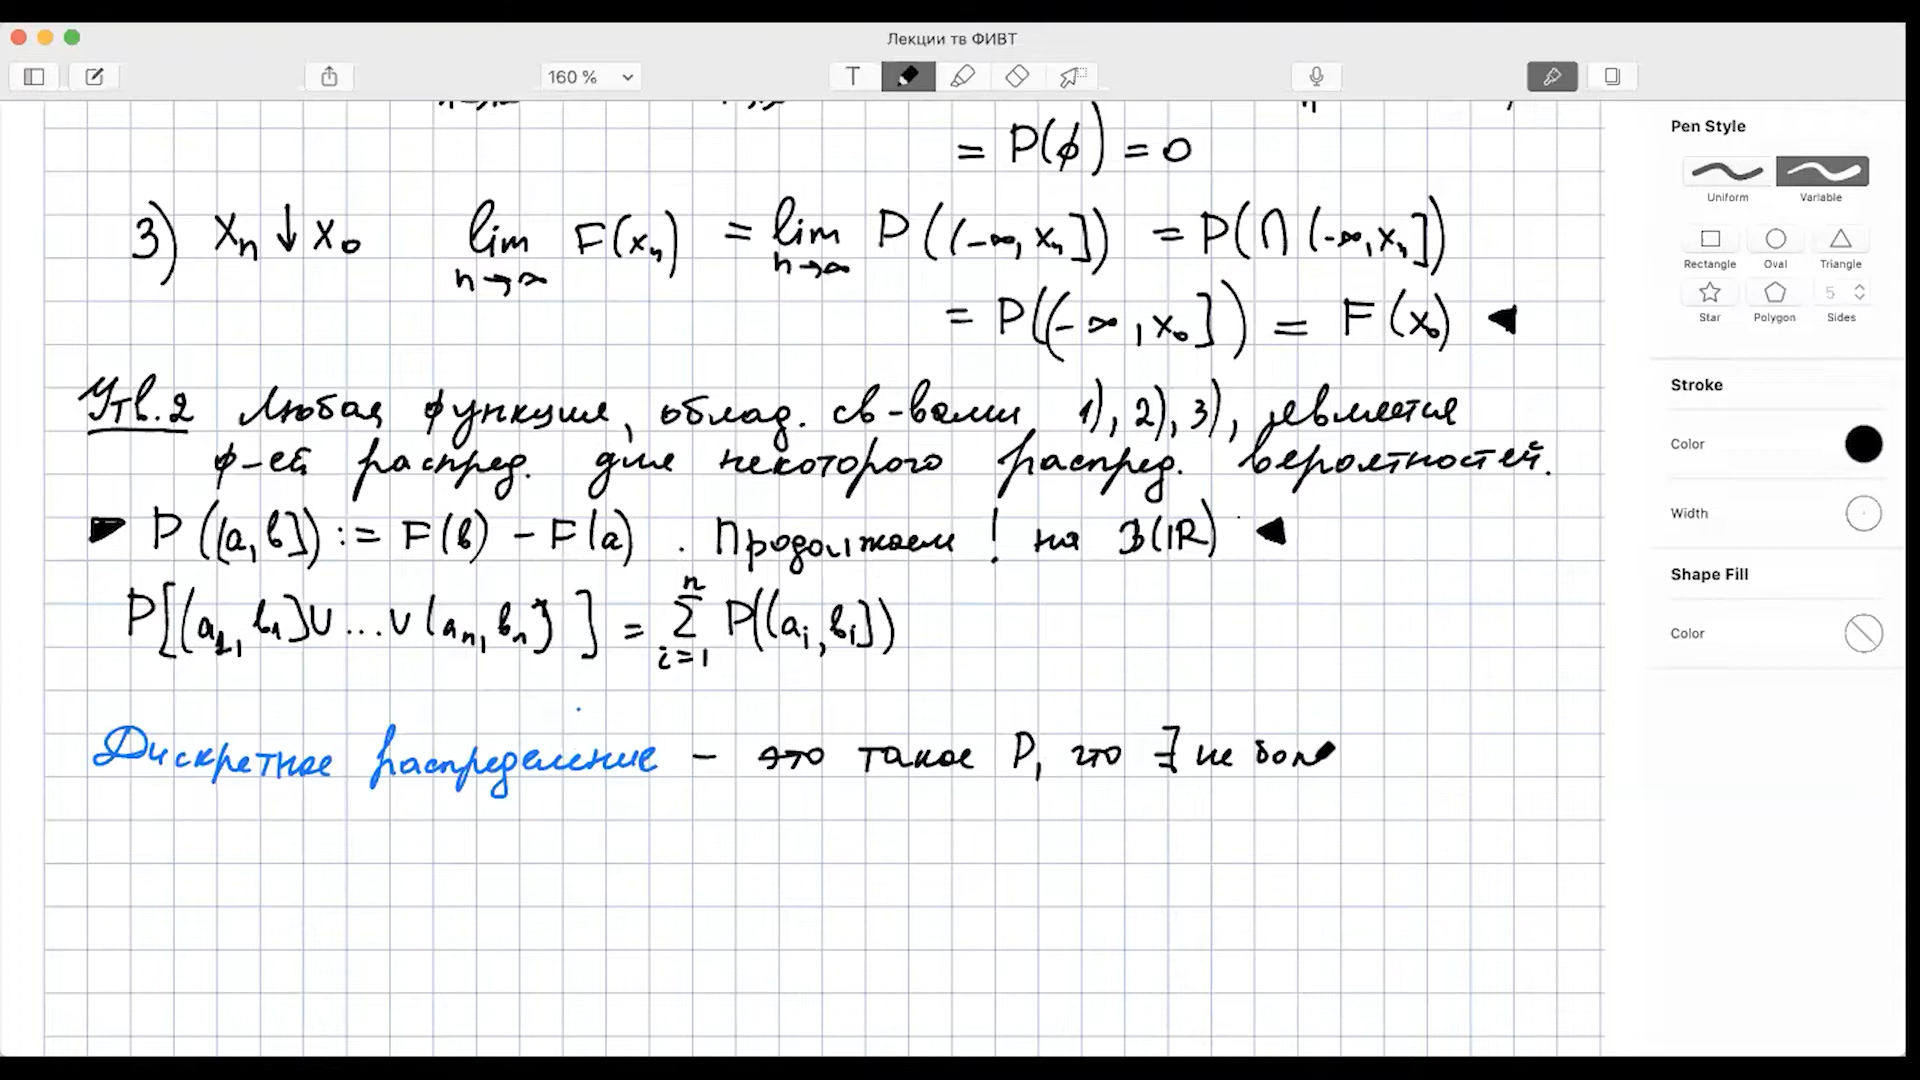 Лекции тв ФИВТ
160 %
T
= P(ϕ) = 0
3) xₙ ↓ x₀ lim n→∞ F(xₙ) = lim n→∞ P((-∞, xₙ]) = P(∩ (-∞, xₙ])
= P((-∞, x₀]) = F(x₀) ◄
Утв.2 Любая функция, облад. св-вами 1), 2), 3), является
ф-ей распред. для некоторого распред. вероятностей.
► P((a, b]) := F(b) - F(a). Продолжаем ! на B(ℝ) ◄
P[(a₁, b₁] ∪ ... ∪ (aₙ, bₙ]] = Σ i=1 n P((aᵢ, bᵢ])
Дискретное распределение – это такое P, что ∃ не бол
Pen Style
Uniform
Variable
Rectangle
Oval
Triangle
5
Star
Polygon
Sides
Stroke
Color
Width
Shape Fill
Color